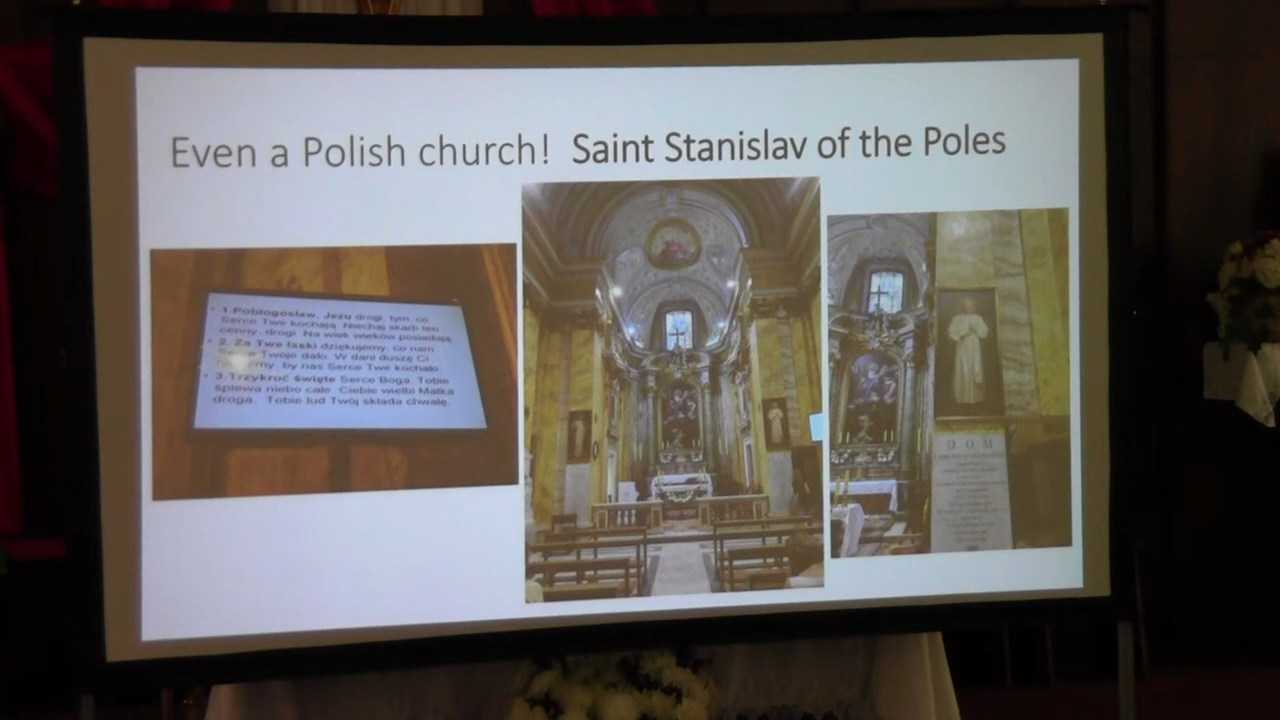 Even a Polish church! Saint Stanislav of the Poles
• 1.Pobłogosław, Jezu drogi, tym, co
Serce Twe kochają. Niechaj skarb ten
cenny, drogi Na wiek wieków posiadają.
• 2. Za Twe łaski dziękujemy, co nam
Serce Twoje dało. W dani duszę Ci
by nas Serce Twe kochało
• 3.Trzykroć święte Serce Boga, Tobie
śpiewa niebo całe. Ciebie wielbi Matka
droga. Tobie lud Twój składa chwałę.
D O M